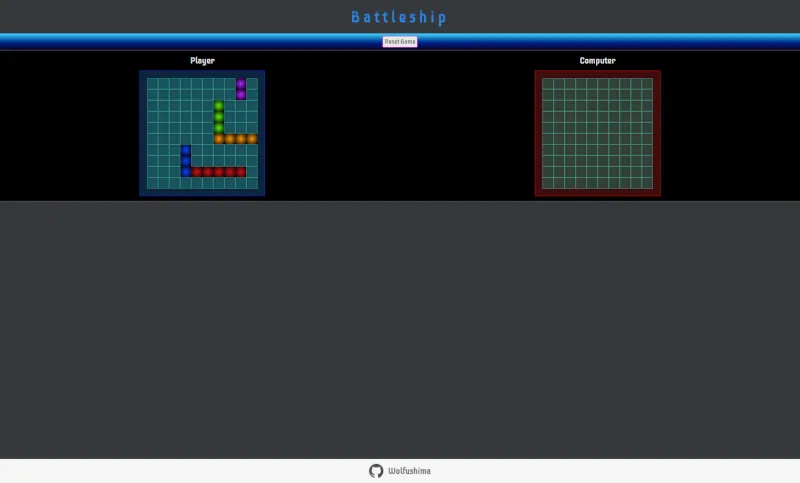 Battleship
Reset Game
Player
Computer
Wolfushima